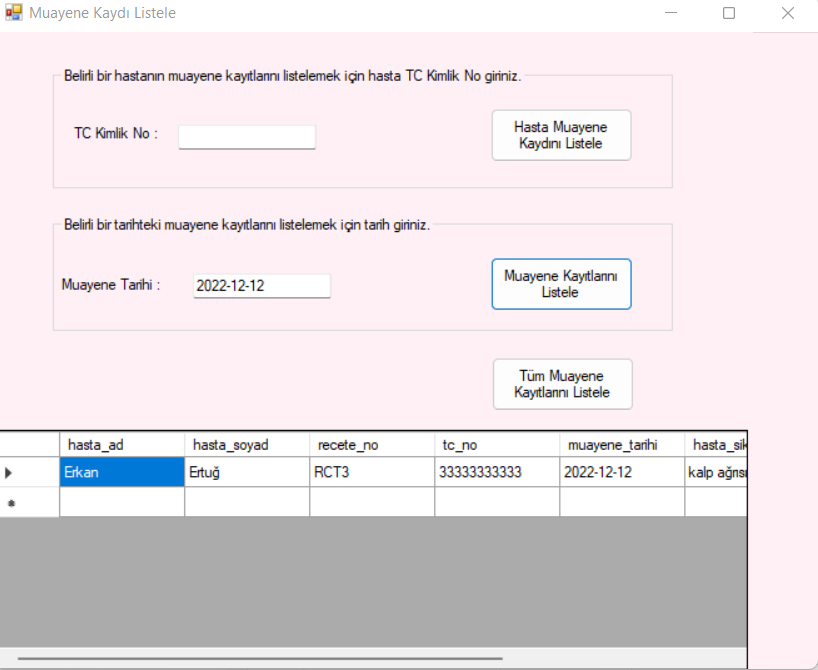 Muayene Kaydı Listele
Belirli bir hastanın muayene kayıtlarını listelemek için hasta TC Kimlik No giriniz.
TC Kimlik No :
Hasta Muayene
Kaydını Listele
Belirli bir tarihteki muayene kayıtlarını listelemek için tarih giriniz.
Muayene Tarihi :
2022-12-12
Muayene Kayıtlarını
Listele
Tüm Muayene
Kayıtlarını Listele
hasta_ad hasta_soyad recete_no tc_no muayene_tarihi hasta_sik
Erkan Ertuğ RCT3 33333333333 2022-12-12 kalp ağrısı